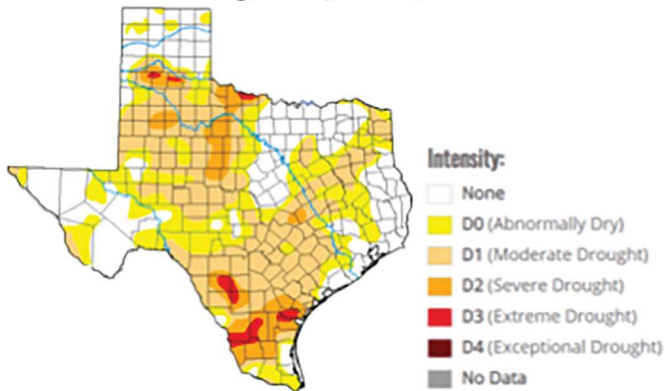 Intensity:
None
D0 (Abnormally Dry)
D1 (Moderate Drought)
D2 (Severe Drought)
D3 (Extreme Drought)
D4 (Exceptional Drought)
No Data